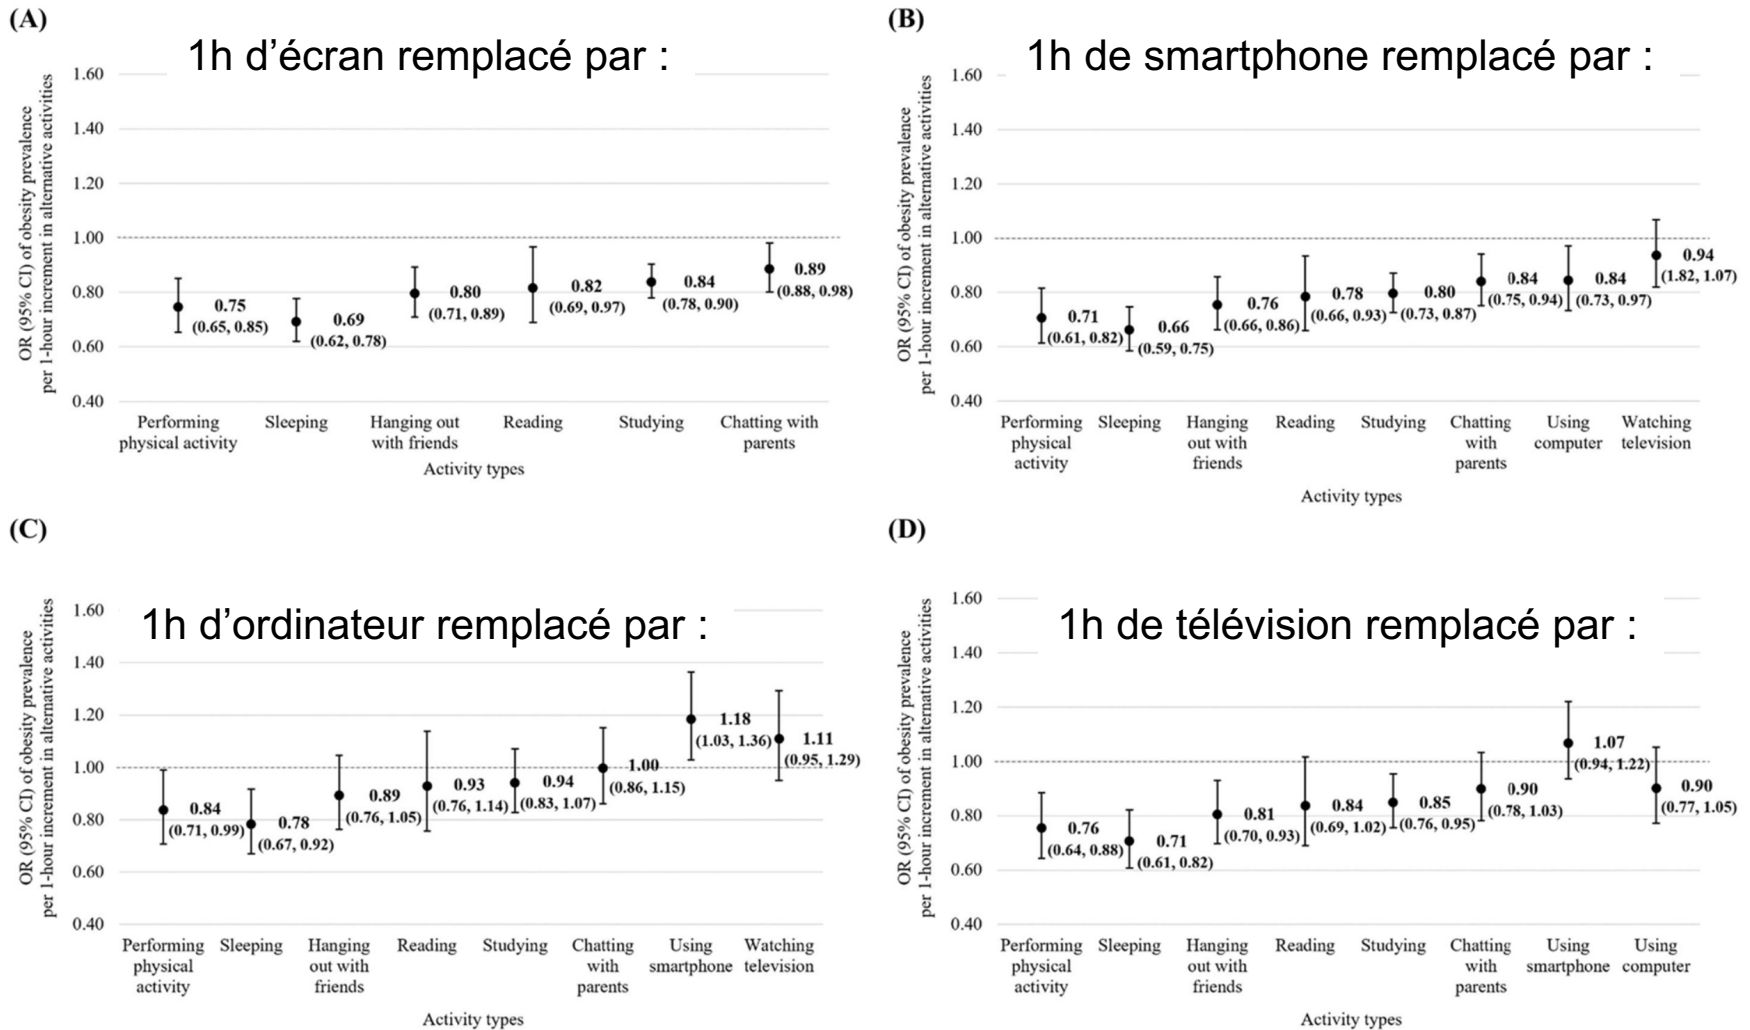 (A)
1h d’écran remplacé par :
OR (95% CI) of obesity prevalence
per 1-hour increment in alternative activities
1.60
1.40
1.20
1.00
0.80
0.60
0.40
0.75
(0.65, 0.85)
0.69
(0.62, 0.78)
0.80
(0.71, 0.89)
0.82
(0.69, 0.97)
0.84
(0.78, 0.90)
0.89
(0.88, 0.98)
Performing
physical activity
Sleeping
Hanging out
with friends
Reading
Studying
Chatting with
parents
Activity types
(B)
1h de smartphone remplacé par :
OR (95% CI) of obesity prevalence
per 1-hour increment in alternative activities
1.60
1.40
1.20
1.00
0.80
0.60
0.40
0.71
(0.61, 0.82)
0.66
(0.59, 0.75)
0.76
(0.66, 0.86)
0.78
(0.66, 0.93)
0.80
(0.73, 0.87)
0.84
(0.75, 0.94)
0.84
(0.73, 0.97)
0.94
(1.82, 1.07)
Performing
physical
activity
Sleeping
Hanging
out with
friends
Reading
Studying
Chatting
with
parents
Using
computer
Watching
television
Activity types
(C)
1h d’ordinateur remplacé par :
OR (95% CI) of obesity prevalence
per 1-hour increment in alternative activities
1.60
1.40
1.20
1.00
0.80
0.60
0.40
0.84
(0.71, 0.99)
0.78
(0.67, 0.92)
0.89
(0.76, 1.05)
0.93
(0.76, 1.14)
0.94
(0.83, 1.07)
1.00
(0.86, 1.15)
1.18
(1.03, 1.36)
1.11
(0.95, 1.29)
Performing
physical
activity
Sleeping
Hanging
out with
friends
Reading
Studying
Chatting
with
parents
Using
smartphone
Watching
television
Activity types
(D)
1h de télévision remplacé par :
OR (95% CI) of obesity prevalence
per 1-hour increment in alternative activities
1.60
1.40
1.20
1.00
0.80
0.60
0.40
0.76
(0.64, 0.88)
0.71
(0.61, 0.82)
0.81
(0.70, 0.93)
0.84
(0.69, 1.02)
0.85
(0.76, 0.95)
0.90
(0.78, 1.03)
1.07
(0.94, 1.22)
0.90
(0.77, 1.05)
Performing
physical
activity
Sleeping
Hanging
out with
friends
Reading
Studying
Chatting
with
parents
Using
smartphone
Using
computer
Activity types